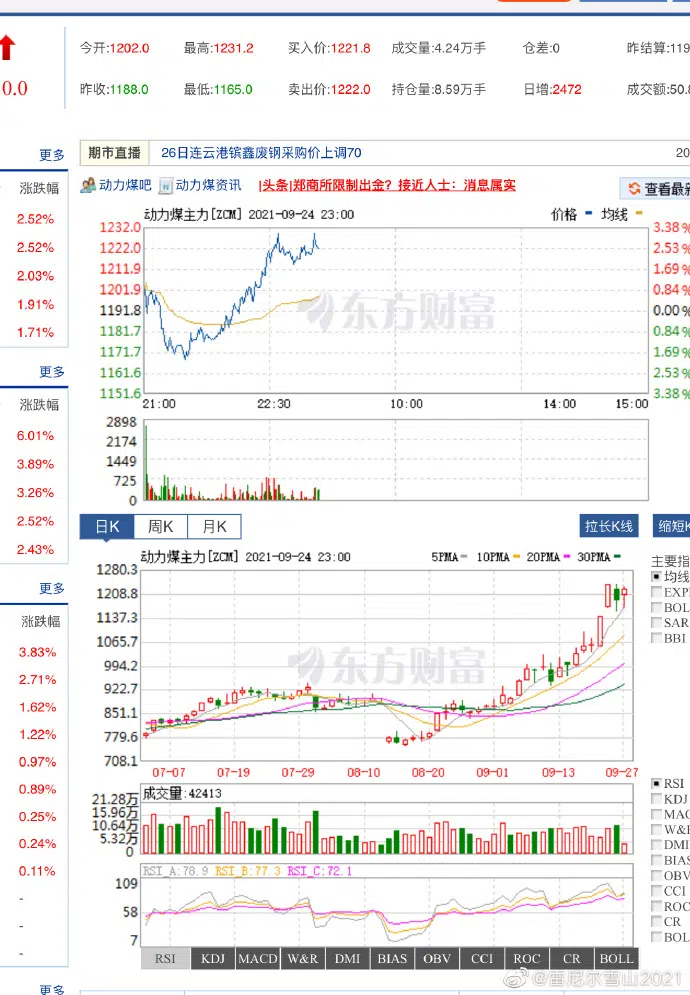 今开:1202.0 最高:1231.2 买入价:1221.8 成交量:4.24万手 仓差:0 昨结算:119
0.0 昨收:1188.0 最低:1165.0 卖出价:1222.0 持仓量:8.59万手 日增:2472 成交额:50.8
更多 期市直播 26日连云港镔鑫废钢采购价上调70 20
涨跌幅 动力煤吧 动力煤资讯 |头条|郑商所限制出金？接近人士：消息属实 查看最新
动力煤主力[ZCM] 2021-09-24 23:00 价格 均线
2.52%
2.52%
2.03%
1.91%
1.71%
更多
涨跌幅
6.01%
3.89%
3.26%
2.52%
2.43%
更多
涨跌幅
3.83%
2.71%
1.62%
1.22%
0.97%
0.89%
0.25%
0.24%
0.11%
-
-
-
更多
1232.0 3.38%
1222.0 2.53%
1211.9 1.69%
1201.9 0.84%
1191.8 0.00%
1181.7 0.84%
1171.7 1.69%
1161.6 2.53%
1151.6 3.38%
东方财富
21:00 22:30 10:00 14:00 15:00
2898
2174
1449
725
0
日K 周K 月K 拉长K线 缩短K
动力煤主力[ZCM] 2021-09-24 23:00 5PMA 10PMA 20PMA 30PMA
主要指
均线
EXP
BOL
SAR
BBI
1280.3
1208.8
1137.3
1065.7
994.2
922.7
851.1
779.6
708.1
东方财富
07-07 07-19 07-29 08-10 08-20 09-01 09-13 09-27
成交量:42413
21.28万
15.96万
10.64万
5.32万
0
RSI_A:78.9 RSI_B:77.3 RSI_C:72.1
109
58
7
RSI
KDJ
MAC
W&
DMI
BIAS
OBV
CCI
ROC
CR
BOL
RSI KDJ MACD W&R DMI BIAS OBV CCI ROC CR BOLL
@雷尼尔雪山2021